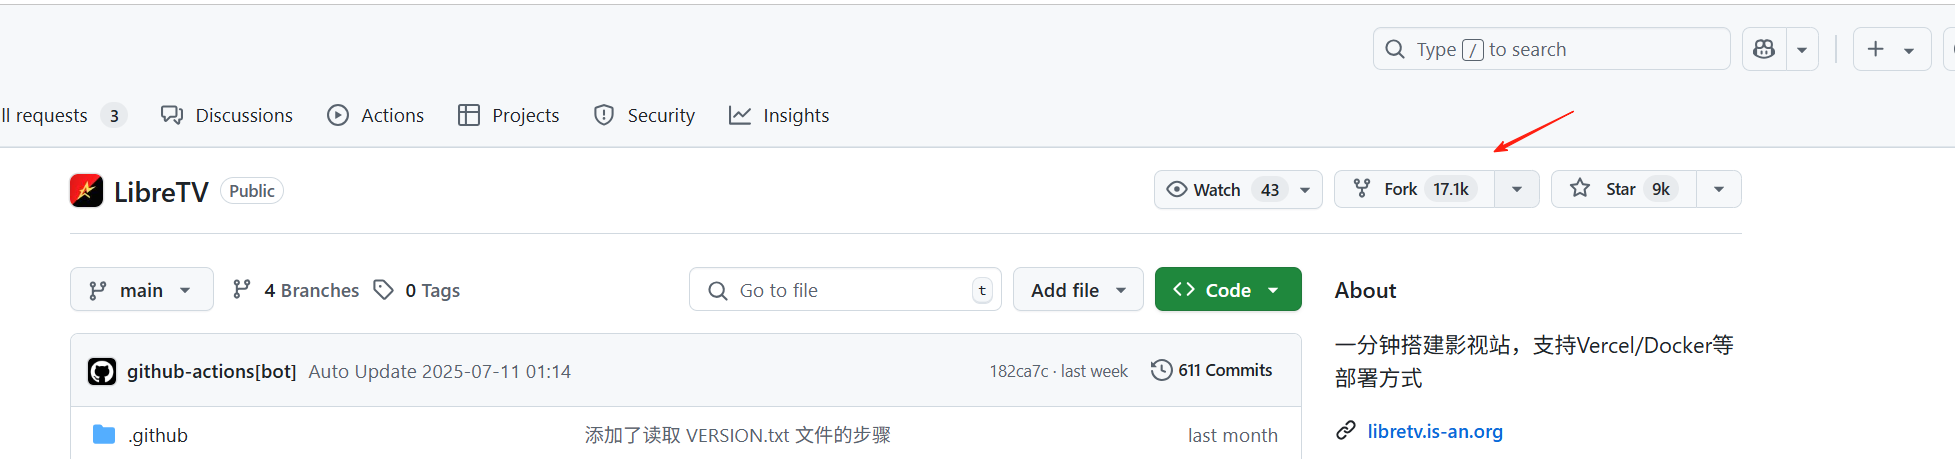 Type / to search
ll requests 3 Discussions Actions Projects Security Insights
LibreTV Public Watch 43 Fork 17.1k Star 9k
main 4 Branches 0 Tags Go to file t Add file Code About
一分钟搭建影视站，支持Vercel/Docker等
部署方式
github-actions[bot] Auto Update 2025-07-11 01:14 182ca7c · last week 611 Commits
.github 添加了读取 VERSION.txt 文件的步骤 last month
libretv.is-an.org